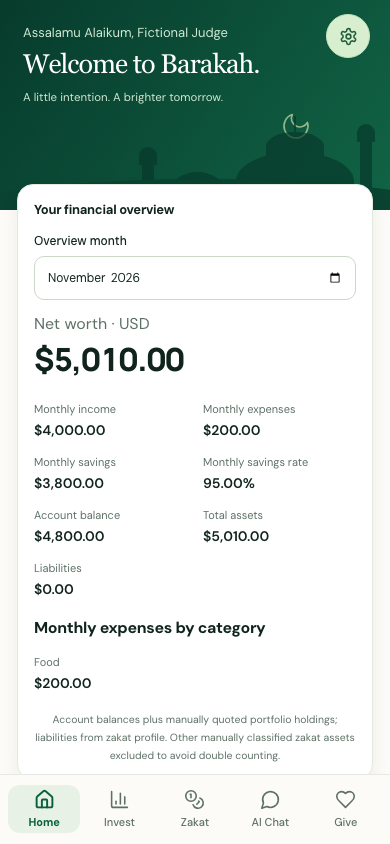 Assalamu Alaikum, Fictional Judge
Welcome to Barakah.
A little intention. A brighter tomorrow.
Your financial overview
Overview month
November 2026
Net worth · USD
$5,010.00
Monthly income
Monthly expenses
$4,000.00
$200.00
Monthly savings
Monthly savings rate
$3,800.00
95.00%
Account balance
Total assets
$4,800.00
$5,010.00
Liabilities
$0.00
Monthly expenses by category
Food
$200.00
Account balances plus manually quoted portfolio holdings;
liabilities from zakat profile. Other manually classified zakat assets
excluded to avoid double counting.
Home
Invest
Zakat
AI Chat
Give